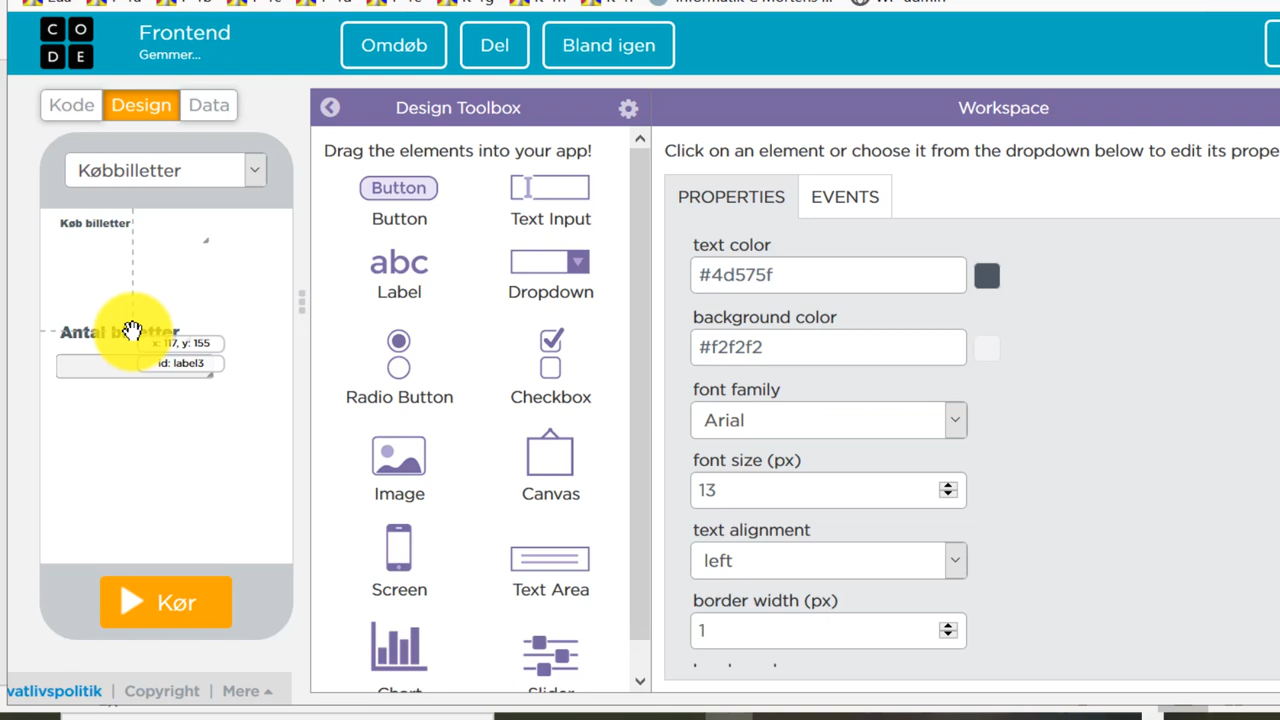 CO
DE
Frontend
Gemmer...
Omdøb
Del
Bland igen
Kode
Design
Data
Design Toolbox
Workspace
Købbilletter
Køb billetter
x: 117, y: 155
id: label3
Kør
vatlivspolitik | Copyright | Mere
Drag the elements into your app!
Button
Button
Text Input
abc
Label
Dropdown
Radio Button
Checkbox
Image
Canvas
Screen
Text Area
Click on an element or choose it from the dropdown below to edit its prope
PROPERTIES
EVENTS
text color
#4d575f
background color
#f2f2f2
font family
Arial
font size (px)
13
text alignment
left
border width (px)
1